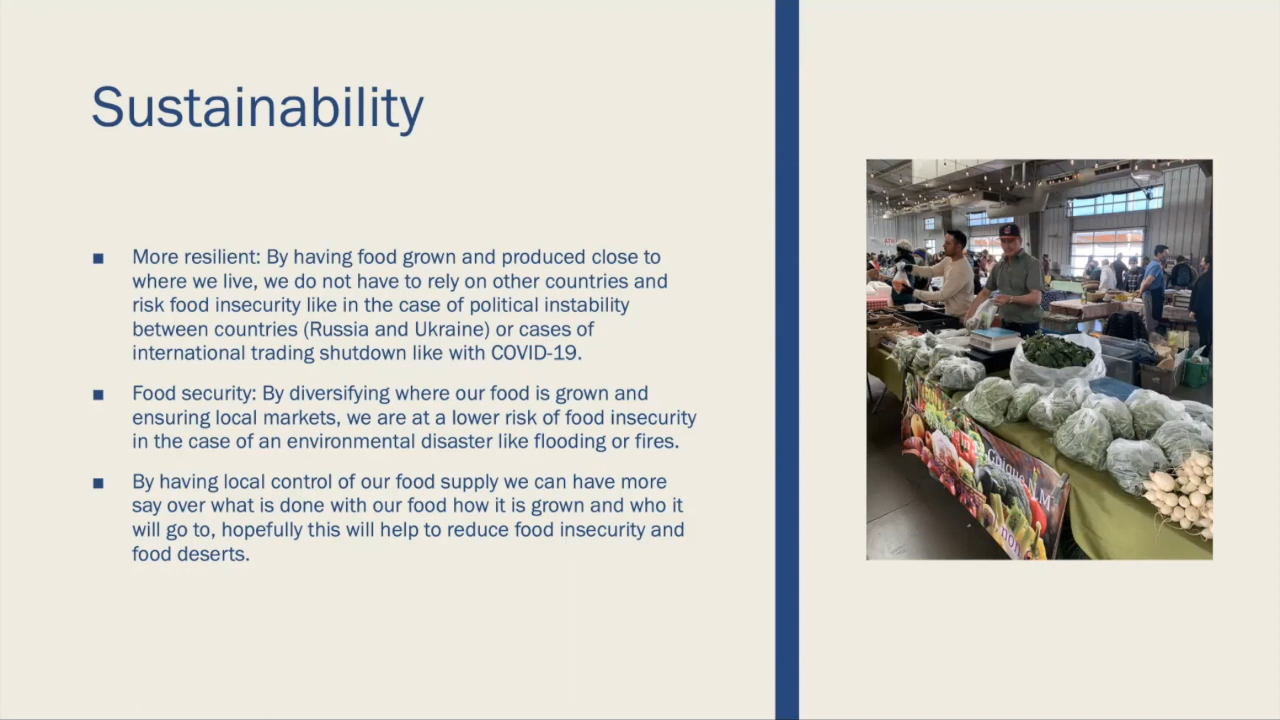 Sustainability
■ More resilient: By having food grown and produced close to
where we live, we do not have to rely on other countries and
risk food insecurity like in the case of political instability
between countries (Russia and Ukraine) or cases of
international trading shutdown like with COVID-19.
■ Food security: By diversifying where our food is grown and
ensuring local markets, we are at a lower risk of food insecurity
in the case of an environmental disaster like flooding or fires.
■ By having local control of our food supply we can have more
say over what is done with our food how it is grown and who it
will go to, hopefully this will help to reduce food insecurity and
food deserts.